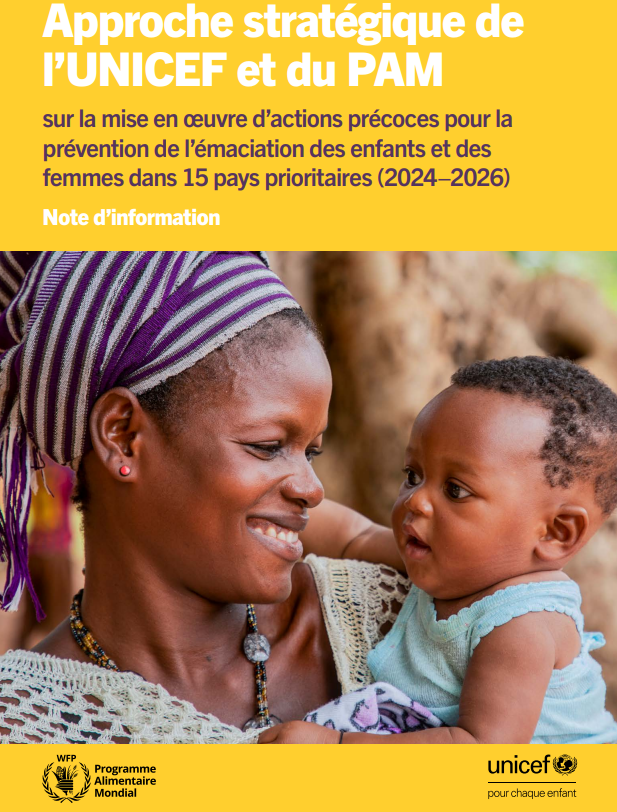 Approche stratégique de
l’UNICEF et du PAM
sur la mise en œuvre d’actions précoces pour la
prévention de l’émaciation des enfants et des
femmes dans 15 pays prioritaires (2024–2026)
Note d’information
WFP
Programme
Alimentaire
Mondial
unicef
pour chaque enfant